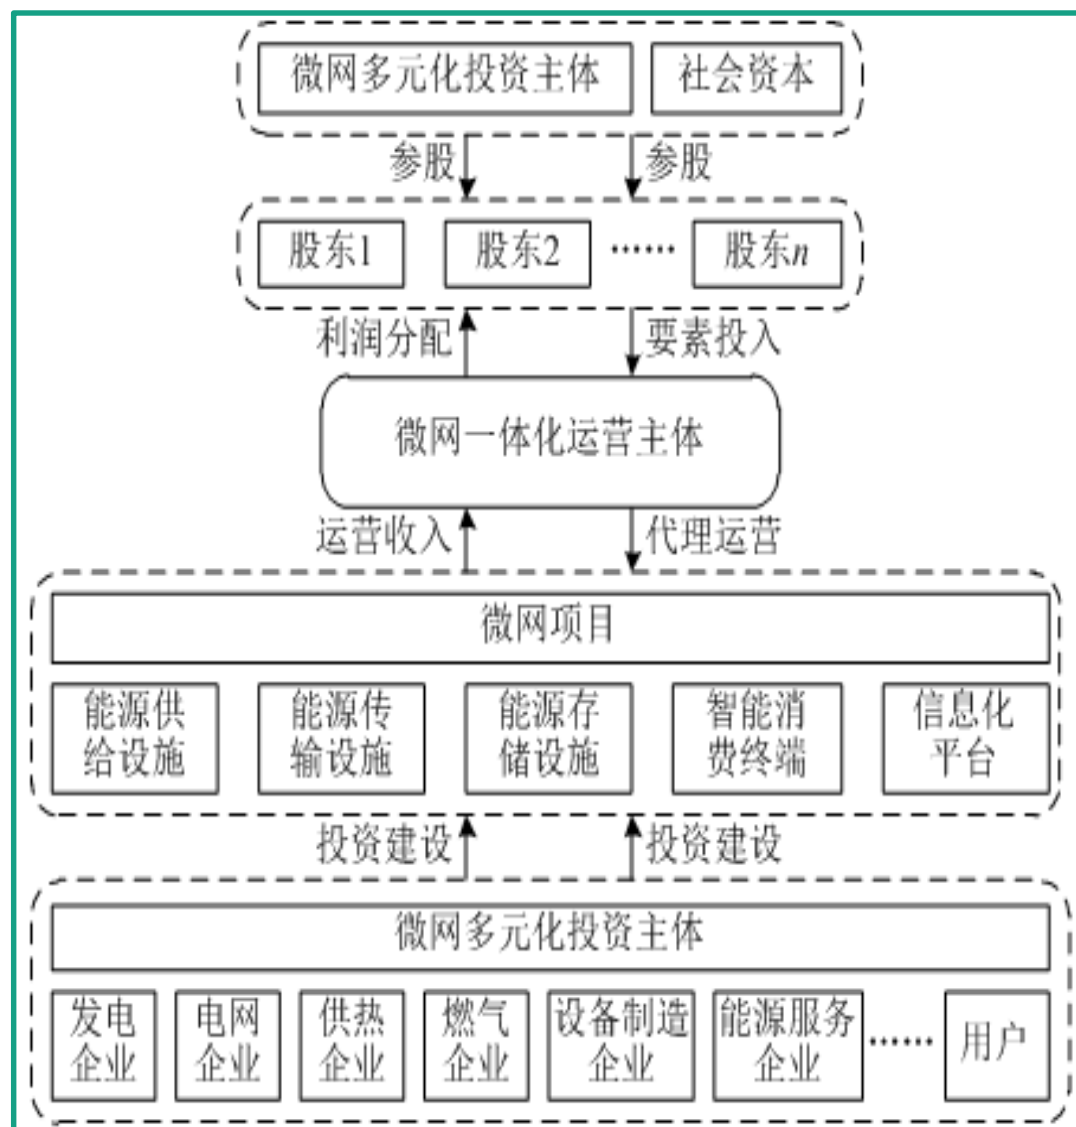 微网多元化投资主体 社会资本
参股 参股
股东1 股东2 …… 股东n
利润分配 要素投入
微网一体化运营主体
运营收入 代理运营
微网项目
能源供 能源传 能源存 智能消 信息化
给设施 输设施 储设施 费终端 平台
投资建设 投资建设
微网多元化投资主体
发电 电网 供热 燃气 设备制造 能源服务 …… 用户
企业 企业 企业 企业 企业 企业